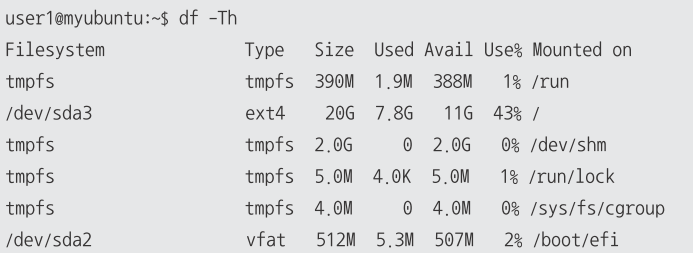 user1@myubuntu:~$ df -Th
Filesystem Type Size Used Avail Use% Mounted on
tmpfs tmpfs 390M 1.9M 388M 1% /run
/dev/sda3 ext4 20G 7.8G 11G 43% /
tmpfs tmpfs 2.0G 0 2.0G 0% /dev/shm
tmpfs tmpfs 5.0M 4.0K 5.0M 1% /run/lock
tmpfs tmpfs 4.0M 0 4.0M 0% /sys/fs/cgroup
/dev/sda2 vfat 512M 5.3M 507M 2% /boot/efi